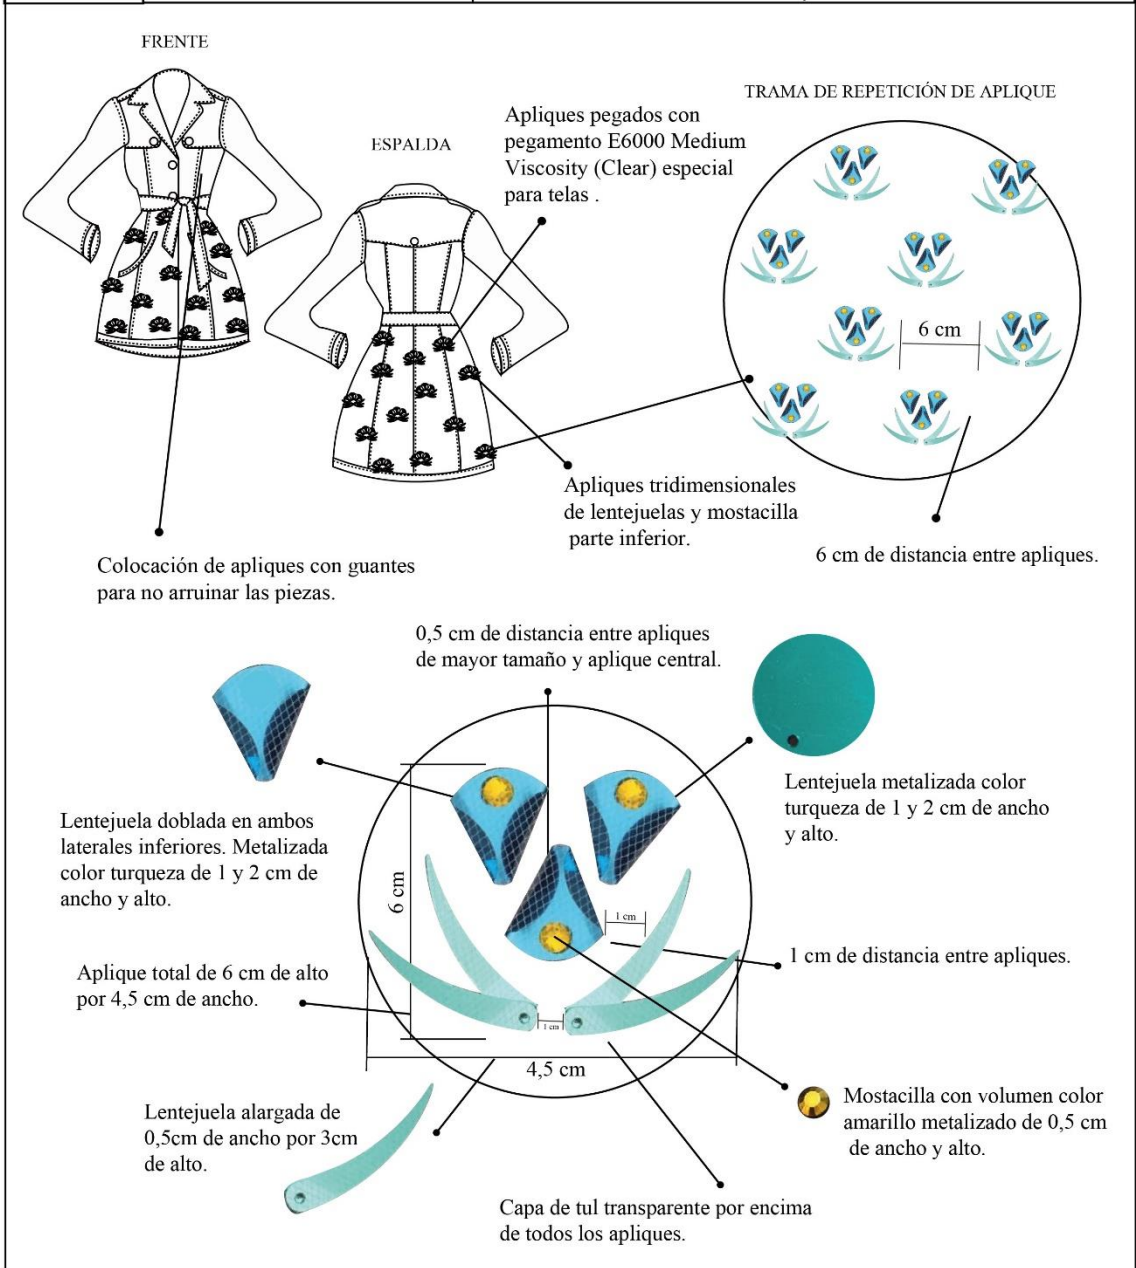 FRENTE
ESPALDA
Apliques pegados con
pegamento E6000 Medium
Viscosity (Clear) especial
para telas .
TRAMA DE REPETICIÓN DE APLIQUE
6 cm
Apliques tridimensionales
de lentejuelas y mostacilla
parte inferior.
6 cm de distancia entre apliques.
Colocación de apliques con guantes
para no arruinar las piezas.
0,5 cm de distancia entre apliques
de mayor tamaño y aplique central.
Lentejuela metalizada color
turqueza de 1 y 2 cm de ancho
y alto.
Lentejuela doblada en ambos
laterales inferiores. Metalizada
color turqueza de 1 y 2 cm de
ancho y alto.
6 cm
1 cm
1 cm de distancia entre apliques.
Aplique total de 6 cm de alto
por 4,5 cm de ancho.
1 cm
4,5 cm
Mostacilla con volumen color
amarillo metalizado de 0,5 cm
de ancho y alto.
Lentejuela alargada de
0,5cm de ancho por 3cm
de alto.
Capa de tul transparente por encima
de todos los apliques.